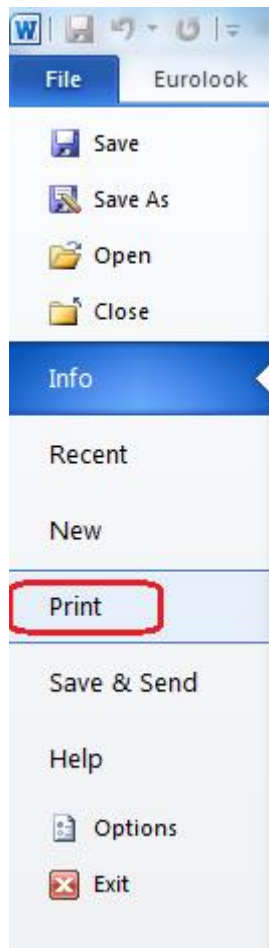 W
File Eurolook
Save
Save As
Open
Close
Info
Recent
New
Print
Save & Send
Help
Options
Exit